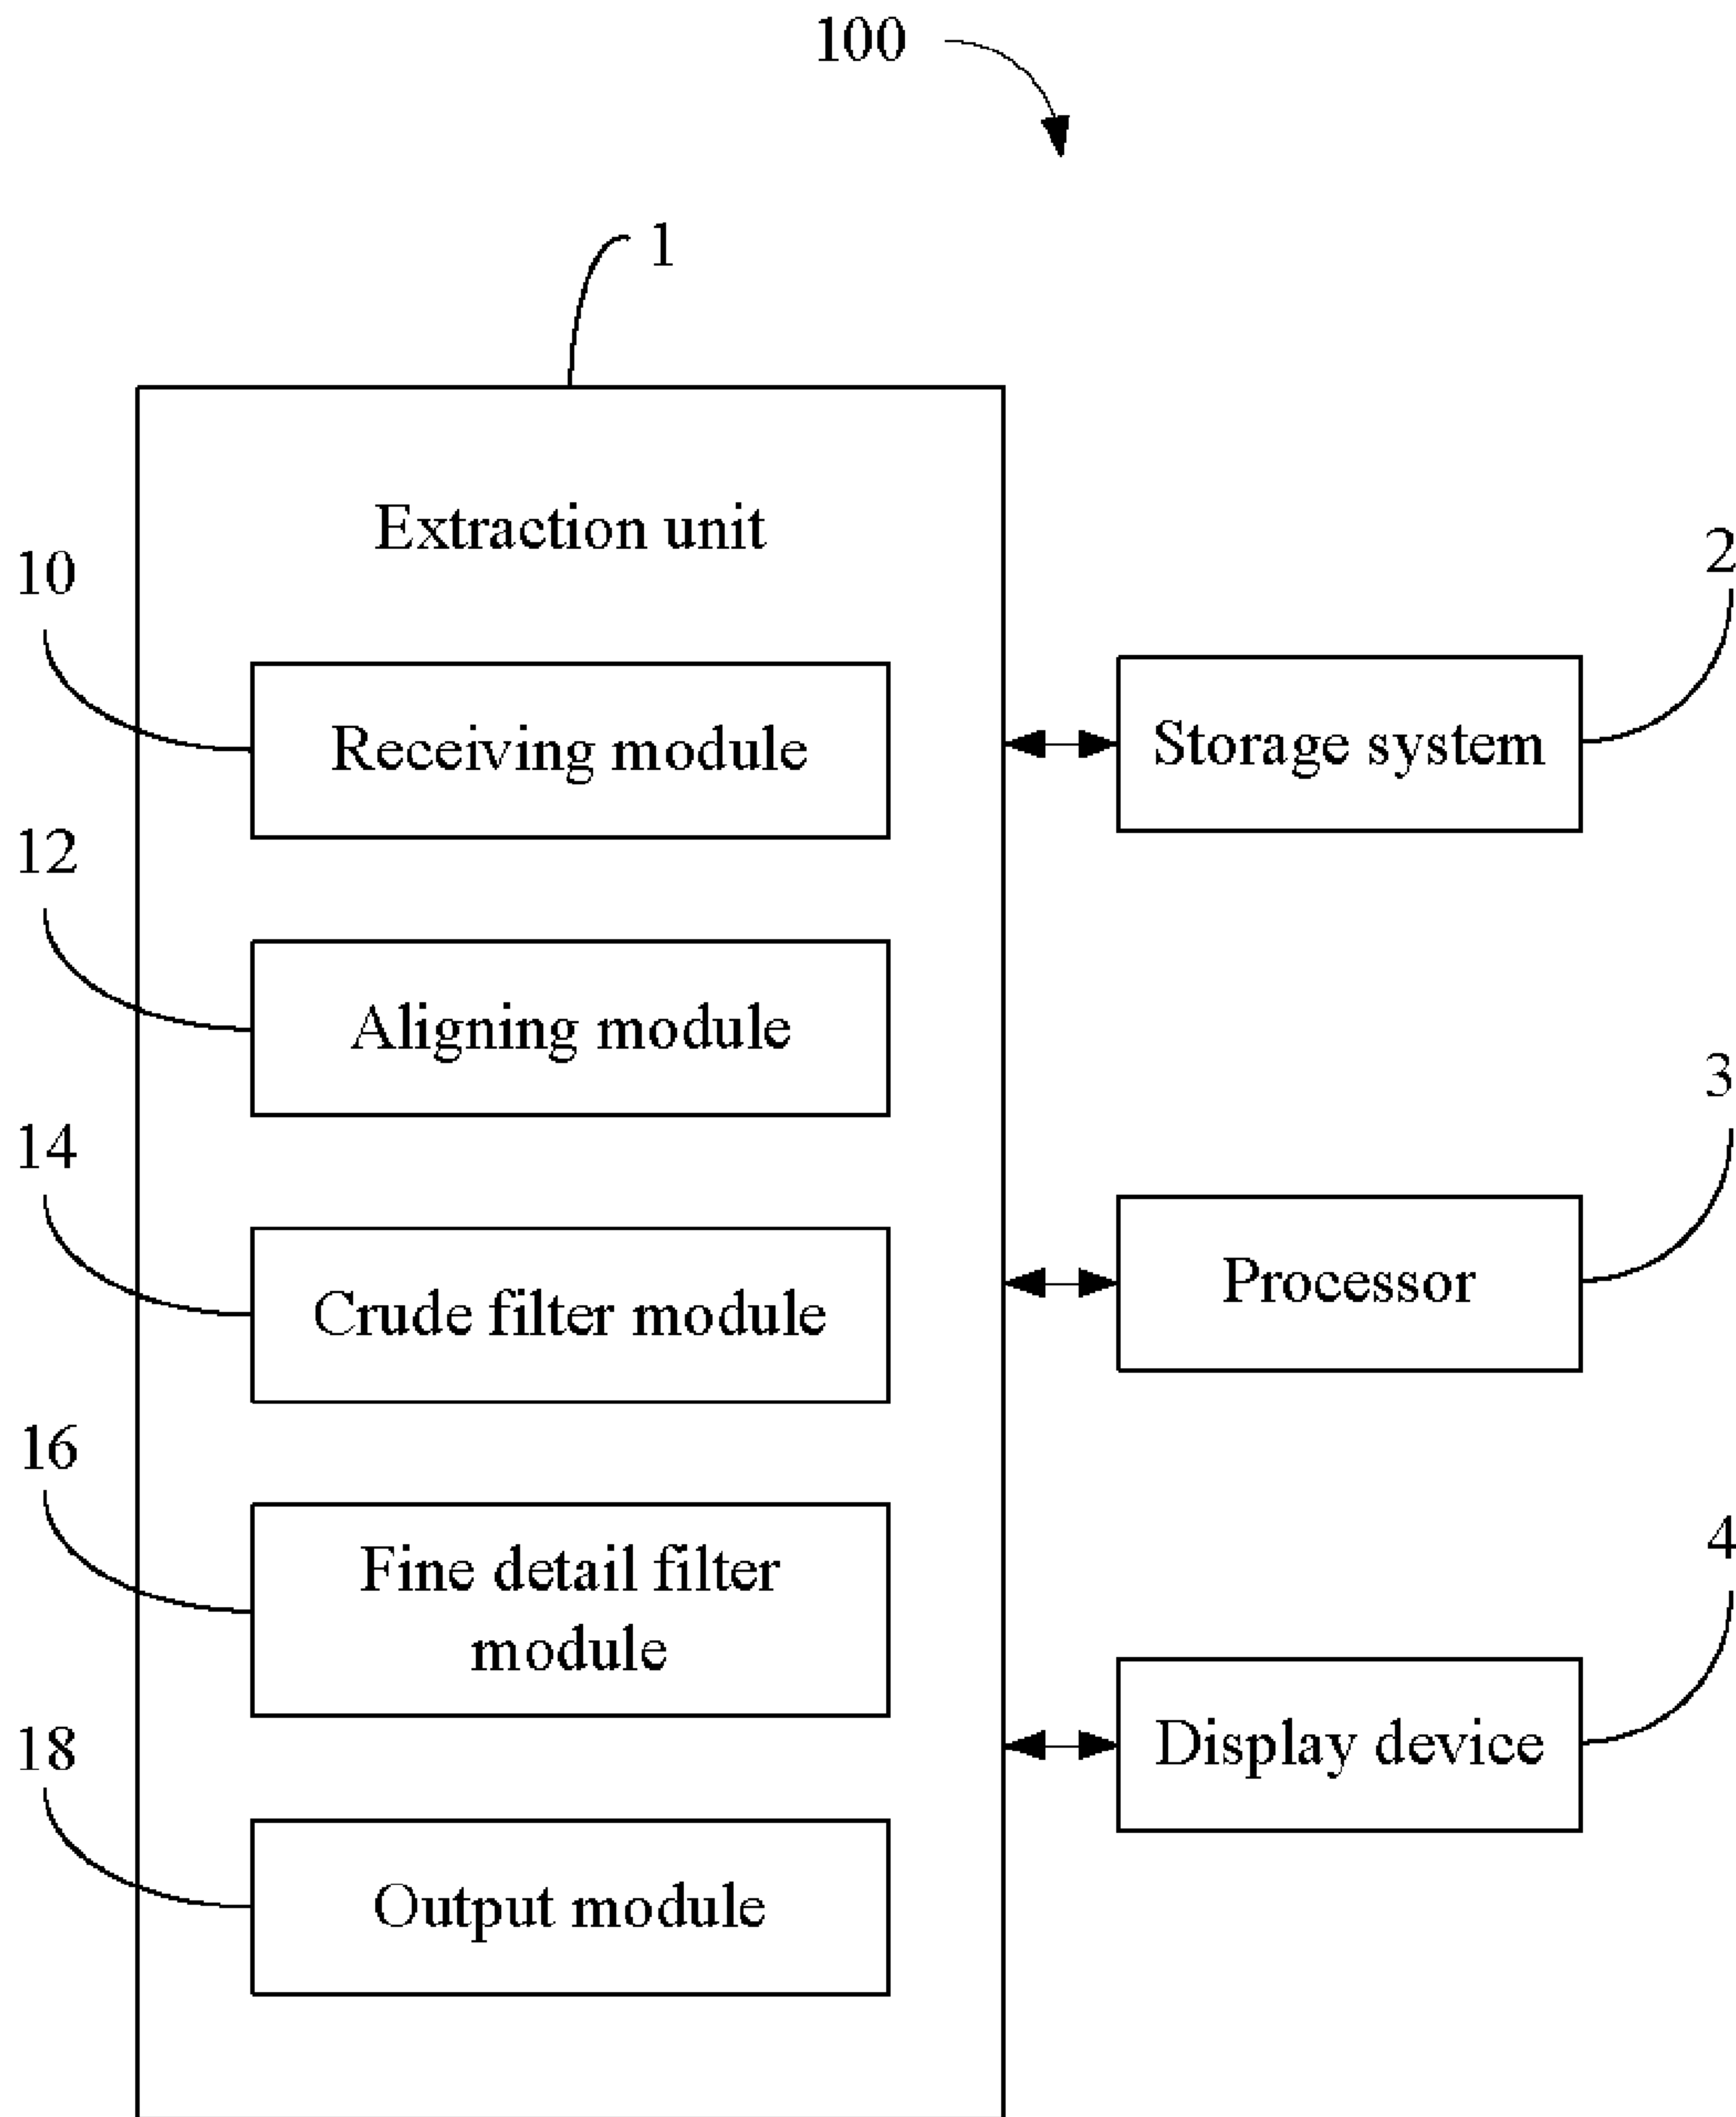 100
1
Extraction unit
10
2
Receiving module
Storage system
12
Aligning module
3
14
Processor
Crude filter module
16
4
Fine detail filter
module
18
Display device
Output module